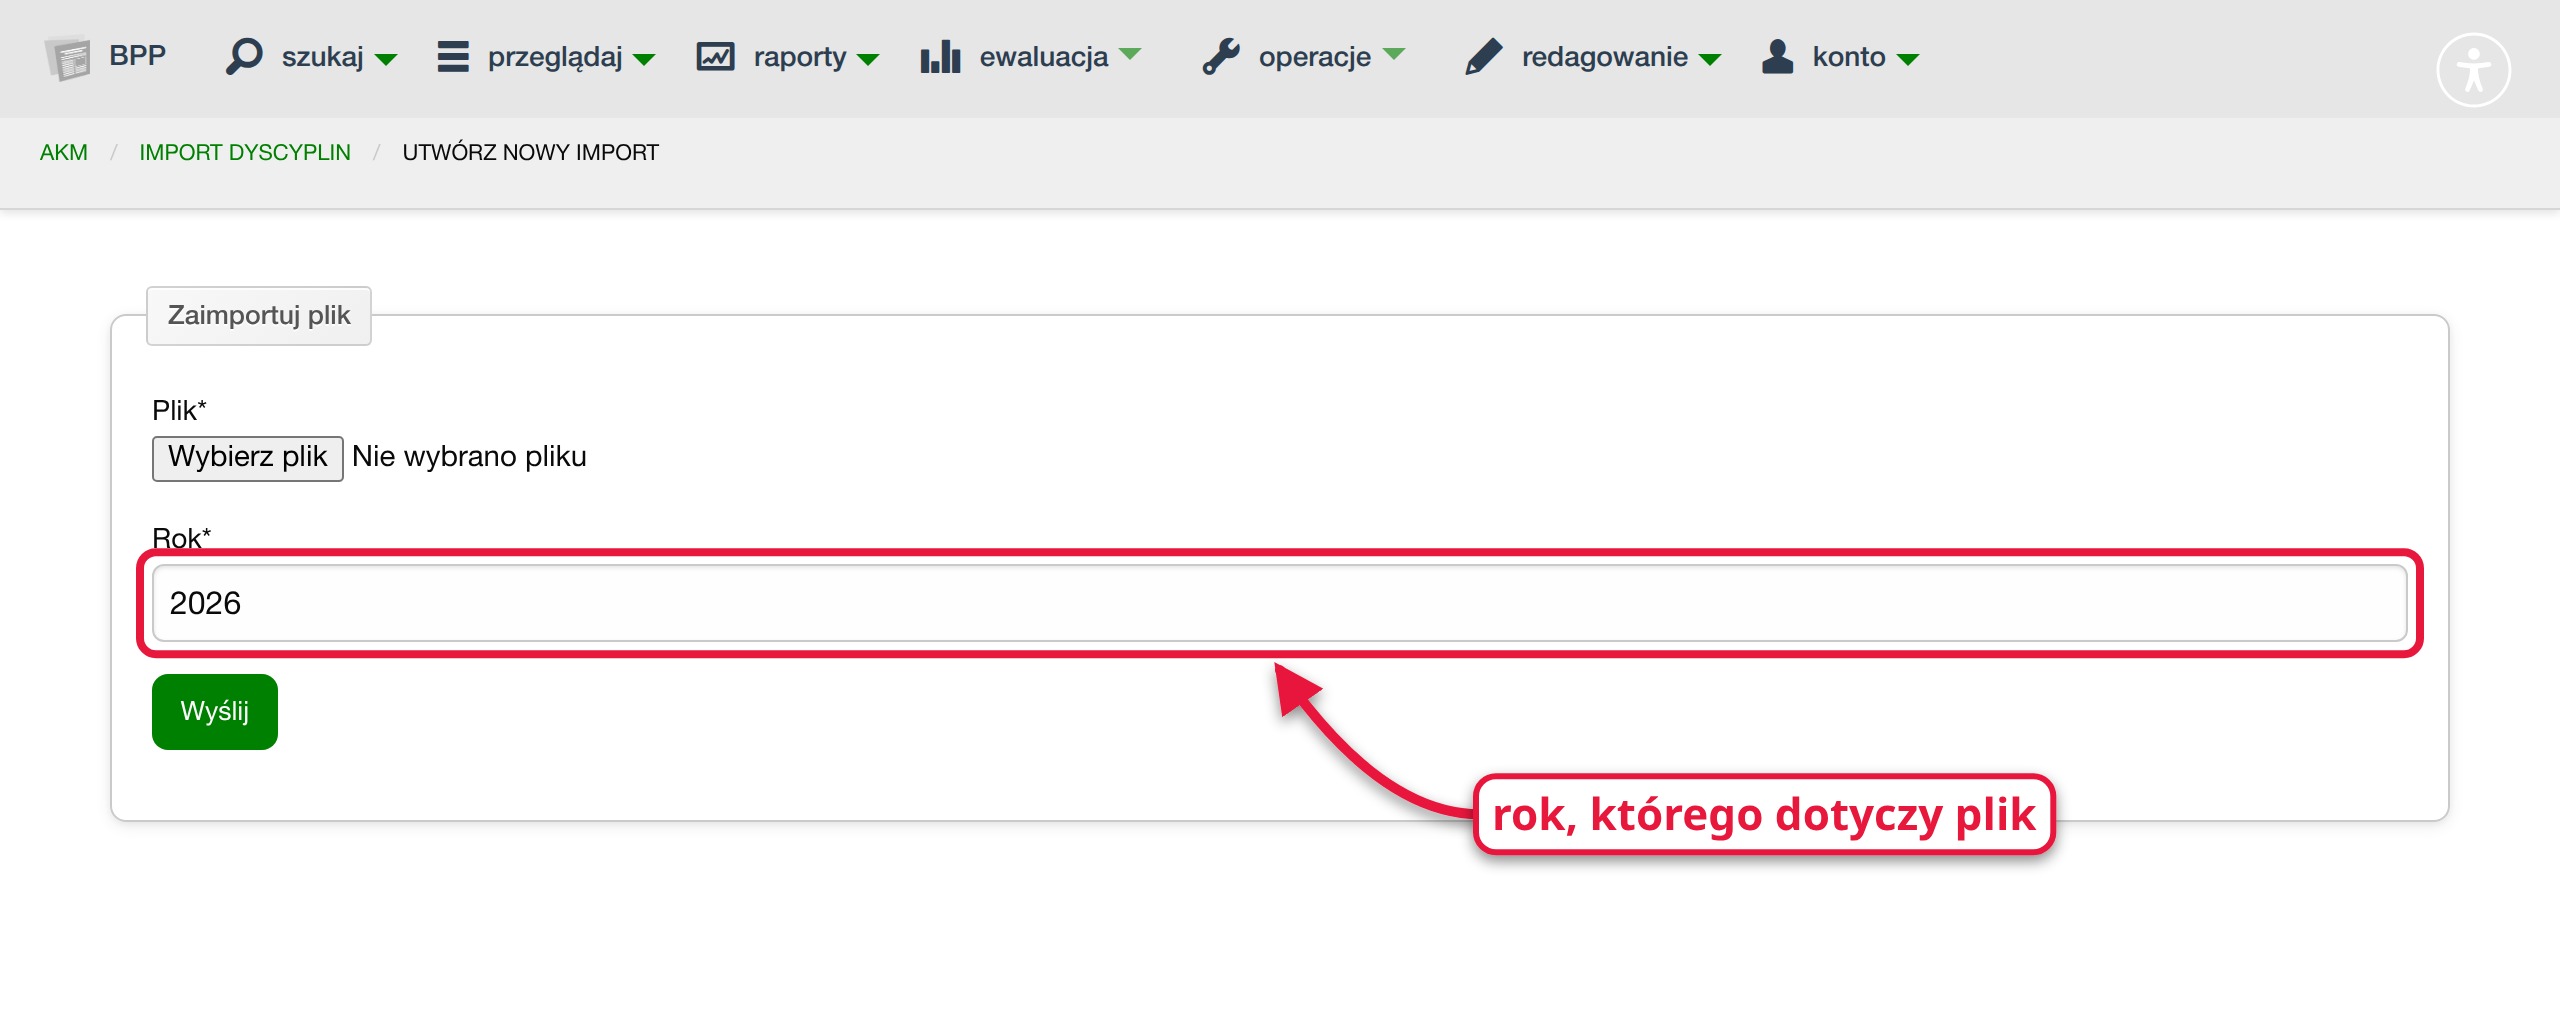 BPP szukaj przeglądaj raporty ewaluacja operacje redagowanie konto
AKM / IMPORT DYSCYPLIN / UTWÓRZ NOWY IMPORT
Zaimportuj plik
Plik*
Wybierz plik Nie wybrano pliku
Rok*
2026
Wyślij
rok, którego dotyczy plik